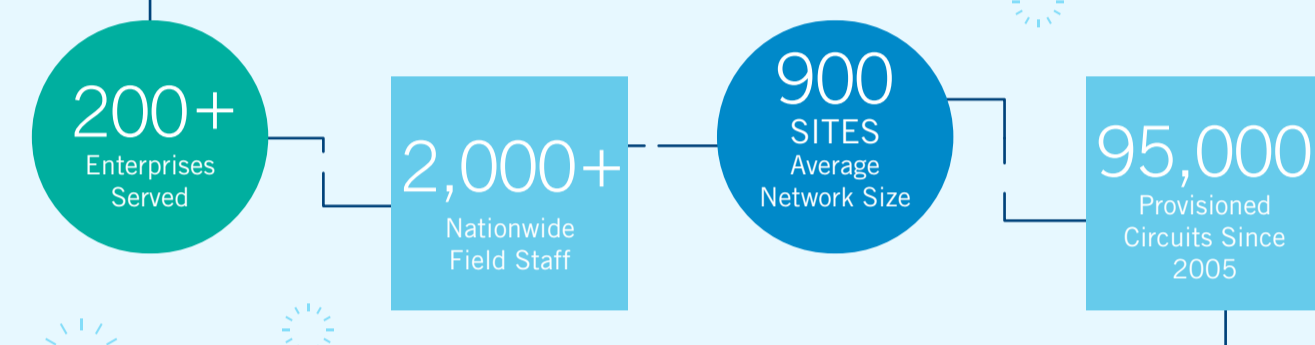 200+
Enterprises
Served
2,000+
Nationwide
Field Staff
900
SITES
Average
Network Size
95,000
Provisioned
Circuits Since
2005